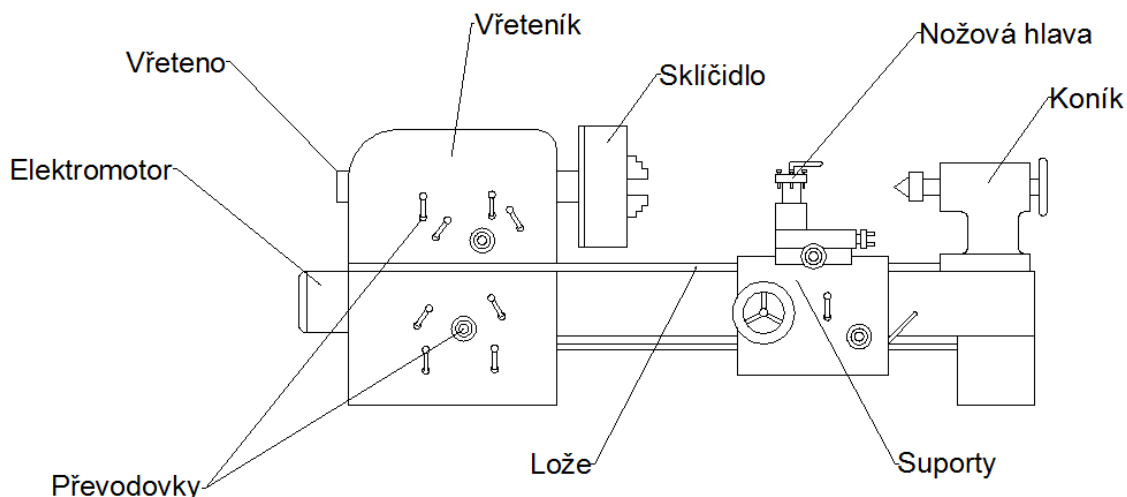 Vřeteník
Nožová hlava
Vřeteno
Sklíčidlo
Koník
Elektromotor
Lože
Suporty
Převodovky